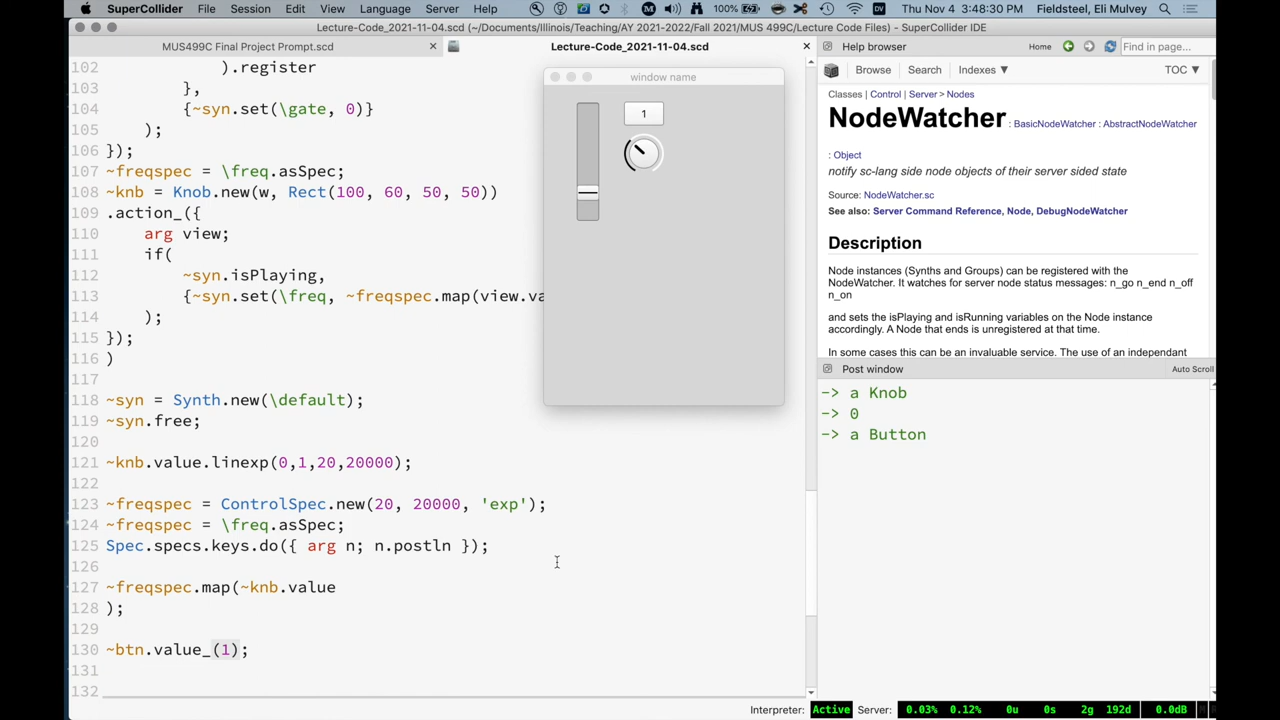 SuperCollider File Session Edit View Language Server Help 100% DV Thu Nov 4 3:48:30 PM Fieldsteel, Eli Mulvey
Lecture-Code_2021-11-04.scd (~/Documents/Illinois/Teaching/AY 2021-2022/Fall 2021/MUS 499C/Lecture Code Files) - SuperCollider IDE
MUS499C Final Project Prompt.scd × Lecture-Code_2021-11-04.scd ×
102 ).register
103 },
104 {~syn.set(\gate, 0)}
105 );
106 });
107 ~freqspec = \freq.asSpec;
108 ~knb = Knob.new(w, Rect(100, 60, 50, 50))
109 .action_({
110 arg view;
111 if(
112 ~syn.isPlaying,
113 {~syn.set(\freq, ~freqspec.map(view.va
114 );
115 });
116 )
117
118 ~syn = Synth.new(\default);
119 ~syn.free;
120
121 ~knb.value.linexp(0,1,20,20000);
122
123 ~freqspec = ControlSpec.new(20, 20000, 'exp');
124 ~freqspec = \freq.asSpec;
125 Spec.specs.keys.do({ arg n; n.postln });
126
127 ~freqspec.map(~knb.value
128 );
129
130 ~btn.value_(1);
131
132
window name
1
Help browser Home Find in page...
Browse Search Indexes ▼ TOC ▼
Classes | Control | Server > Nodes
NodeWatcher : BasicNodeWatcher : AbstractNodeWatcher
: Object
notify sc-lang side node objects of their server sided state
Source: NodeWatcher.sc
See also: Server Command Reference, Node, DebugNodeWatcher
Description
Node instances (Synths and Groups) can be registered with the
NodeWatcher. It watches for server node status messages: n_go n_end n_off
n_on
and sets the isPlaying and isRunning variables on the Node instance
accordingly. A Node that ends is unregistered at that time.
In some cases this can be an invaluable service. The use of an independant
Post window Auto Scroll
-> a Knob
-> 0
-> a Button
Interpreter: Active Server: 0.03% 0.12% 0u 0s 2g 192d 0.0dB